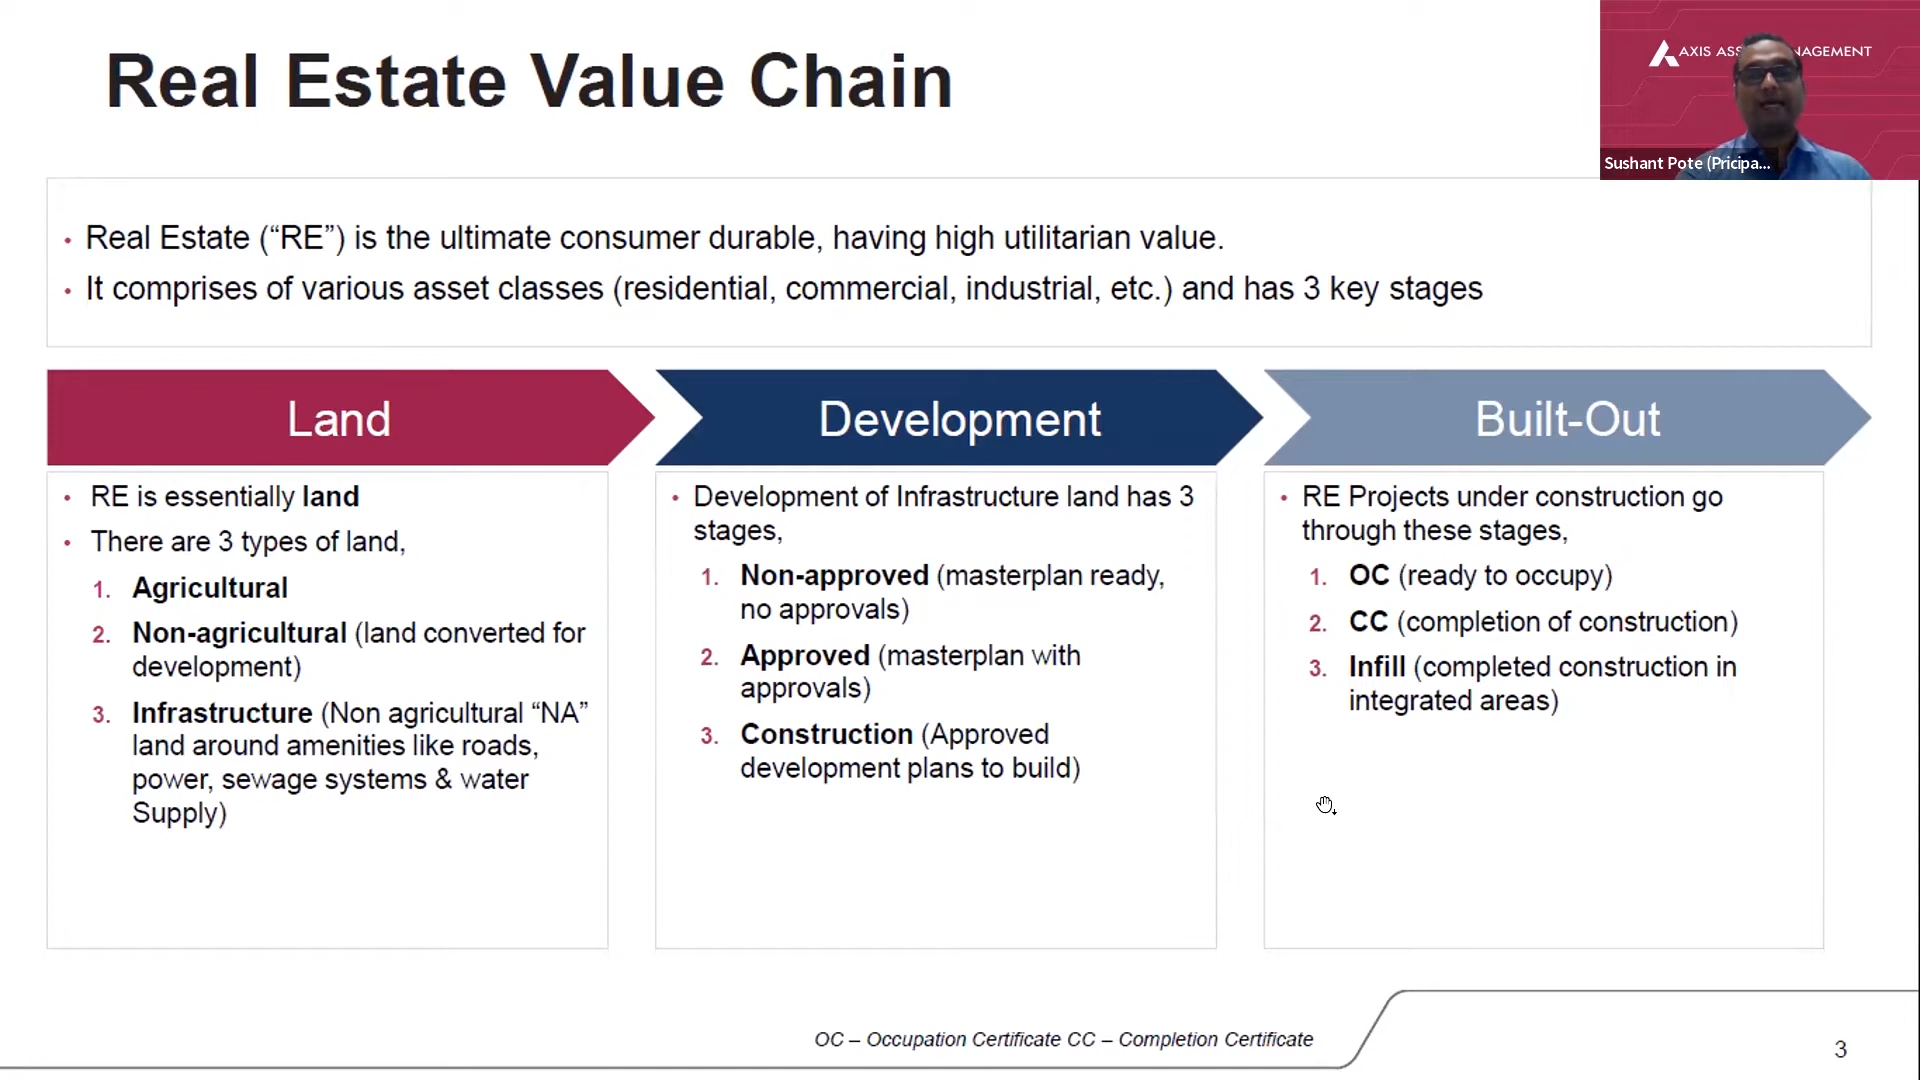 Real Estate Value Chain
AXIS ASS NAGEMENT
Sushant Pote (Pricipa...
• Real Estate (“RE”) is the ultimate consumer durable, having high utilitarian value.
• It comprises of various asset classes (residential, commercial, industrial, etc.) and has 3 key stages
Land
• RE is essentially land
• There are 3 types of land,
1. Agricultural
2. Non-agricultural (land converted for
development)
3. Infrastructure (Non agricultural “NA”
land around amenities like roads,
power, sewage systems & water
Supply)
Development
• Development of Infrastructure land has 3
stages,
1. Non-approved (masterplan ready,
no approvals)
2. Approved (masterplan with
approvals)
3. Construction (Approved
development plans to build)
Built-Out
• RE Projects under construction go
through these stages,
1. OC (ready to occupy)
2. CC (completion of construction)
3. Infill (completed construction in
integrated areas)
OC – Occupation Certificate CC – Completion Certificate
3